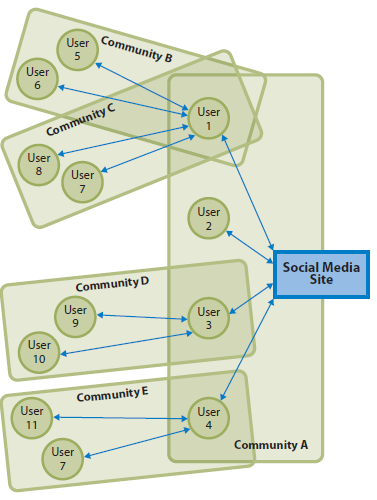 User
5
Community B
User
6
User
1
Community C
User
8
User
7
User
2
Social Media
Site
Community D
User
9
User
3
User
10
Community E
User
11
User
4
User
7
Community A